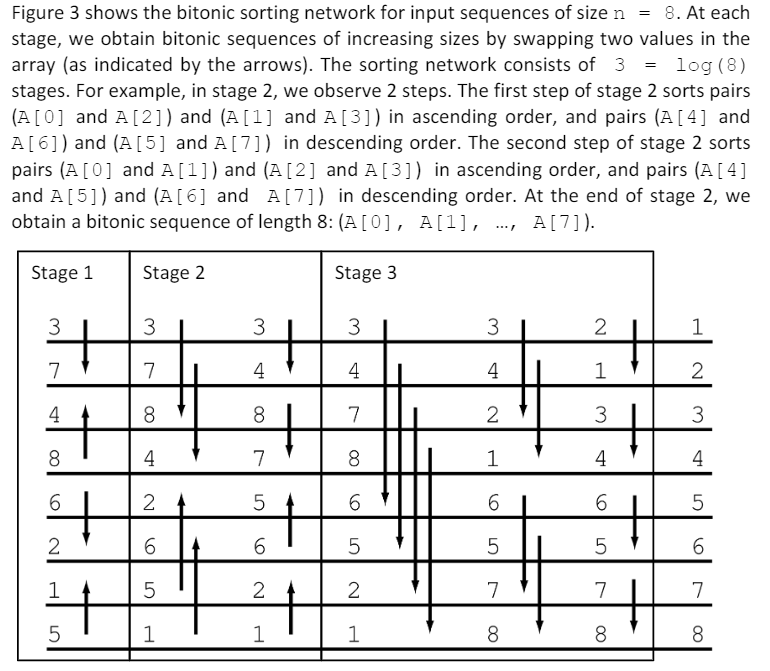 Figure 3 shows the bitonic sorting network for input sequences of size n = 8. At each
stage, we obtain bitonic sequences of increasing sizes by swapping two values in the
array (as indicated by the arrows). The sorting network consists of 3 = log(8)
stages. For example, in stage 2, we observe 2 steps. The first step of stage 2 sorts pairs
(A[0] and A[2]) and (A[1] and A[3]) in ascending order, and pairs (A[4] and
A[6]) and (A[5] and A[7]) in descending order. The second step of stage 2 sorts
pairs (A[0] and A[1]) and (A[2] and A[3]) in ascending order, and pairs (A[4]
and A[5]) and (A[6] and A[7]) in descending order. At the end of stage 2, we
obtain a bitonic sequence of length 8: (A[0], A[1], …, A[7]).
Stage 1 Stage 2 Stage 3
3 3 3 3 3 2 1
7 7 4 4 4 1 2
4 8 8 7 2 3 3
8 4 7 8 1 4 4
6 2 5 6 6 6 5
2 6 6 5 5 5 6
1 5 2 2 7 7 7
5 1 1 1 8 8 8